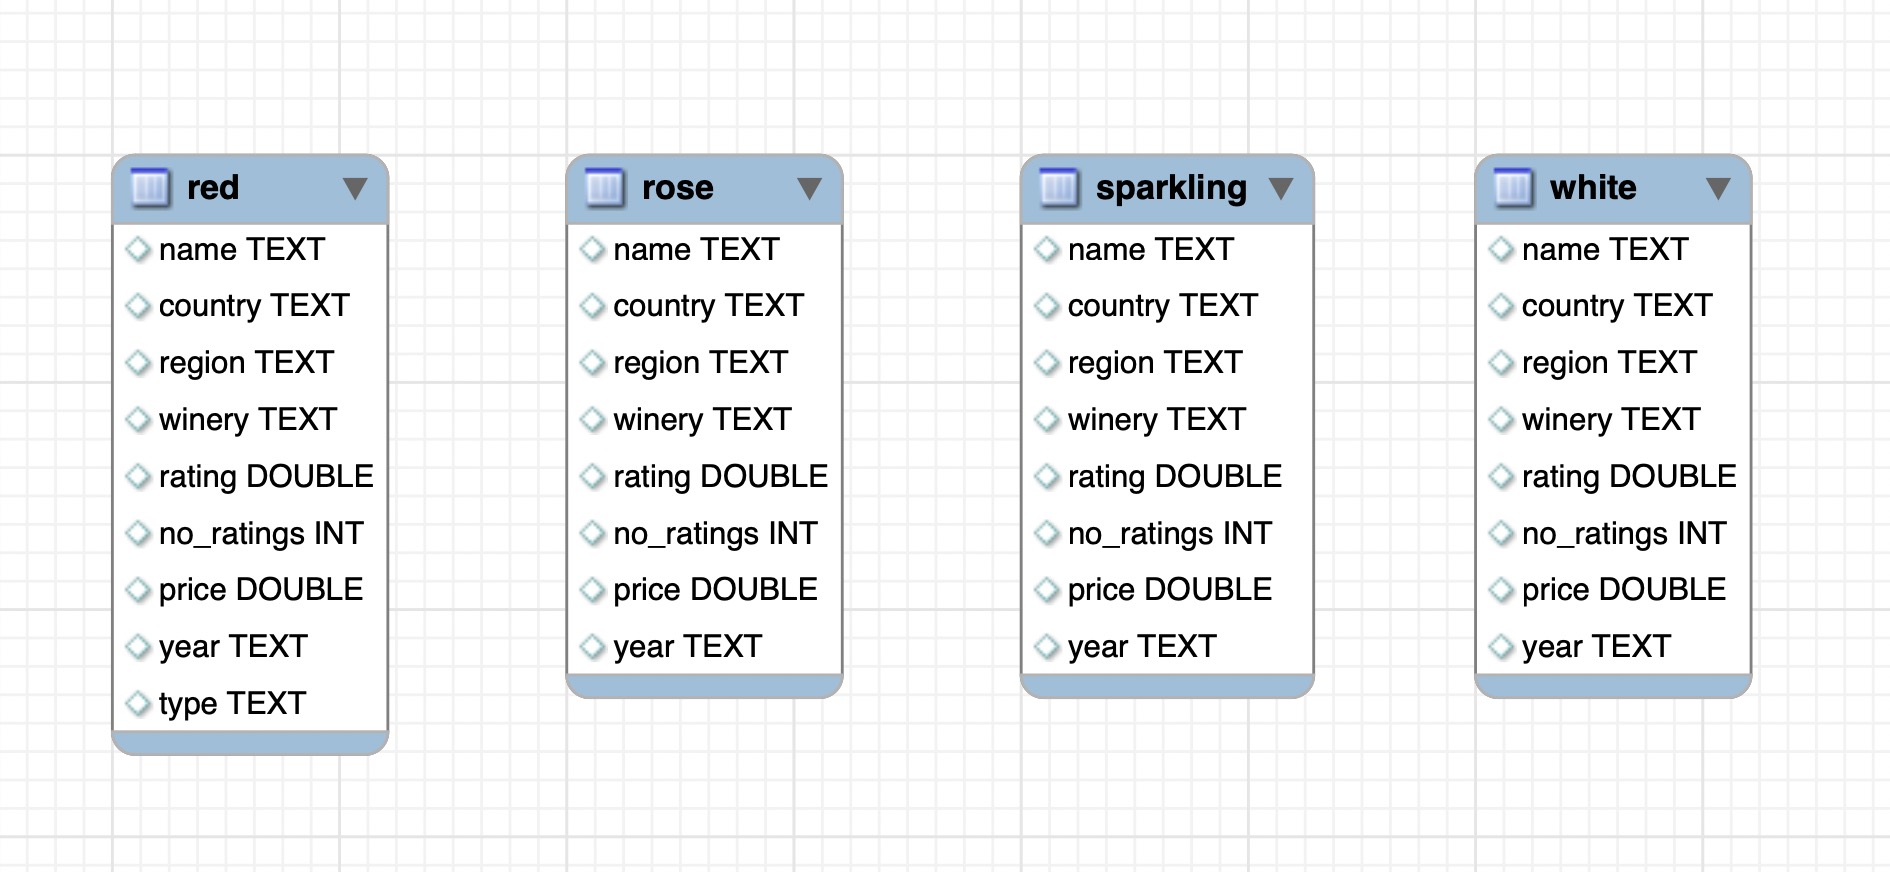 red
name TEXT
country TEXT
region TEXT
winery TEXT
rating DOUBLE
no_ratings INT
price DOUBLE
year TEXT
type TEXT
rose
name TEXT
country TEXT
region TEXT
winery TEXT
rating DOUBLE
no_ratings INT
price DOUBLE
year TEXT
sparkling
name TEXT
country TEXT
region TEXT
winery TEXT
rating DOUBLE
no_ratings INT
price DOUBLE
year TEXT
white
name TEXT
country TEXT
region TEXT
winery TEXT
rating DOUBLE
no_ratings INT
price DOUBLE
year TEXT